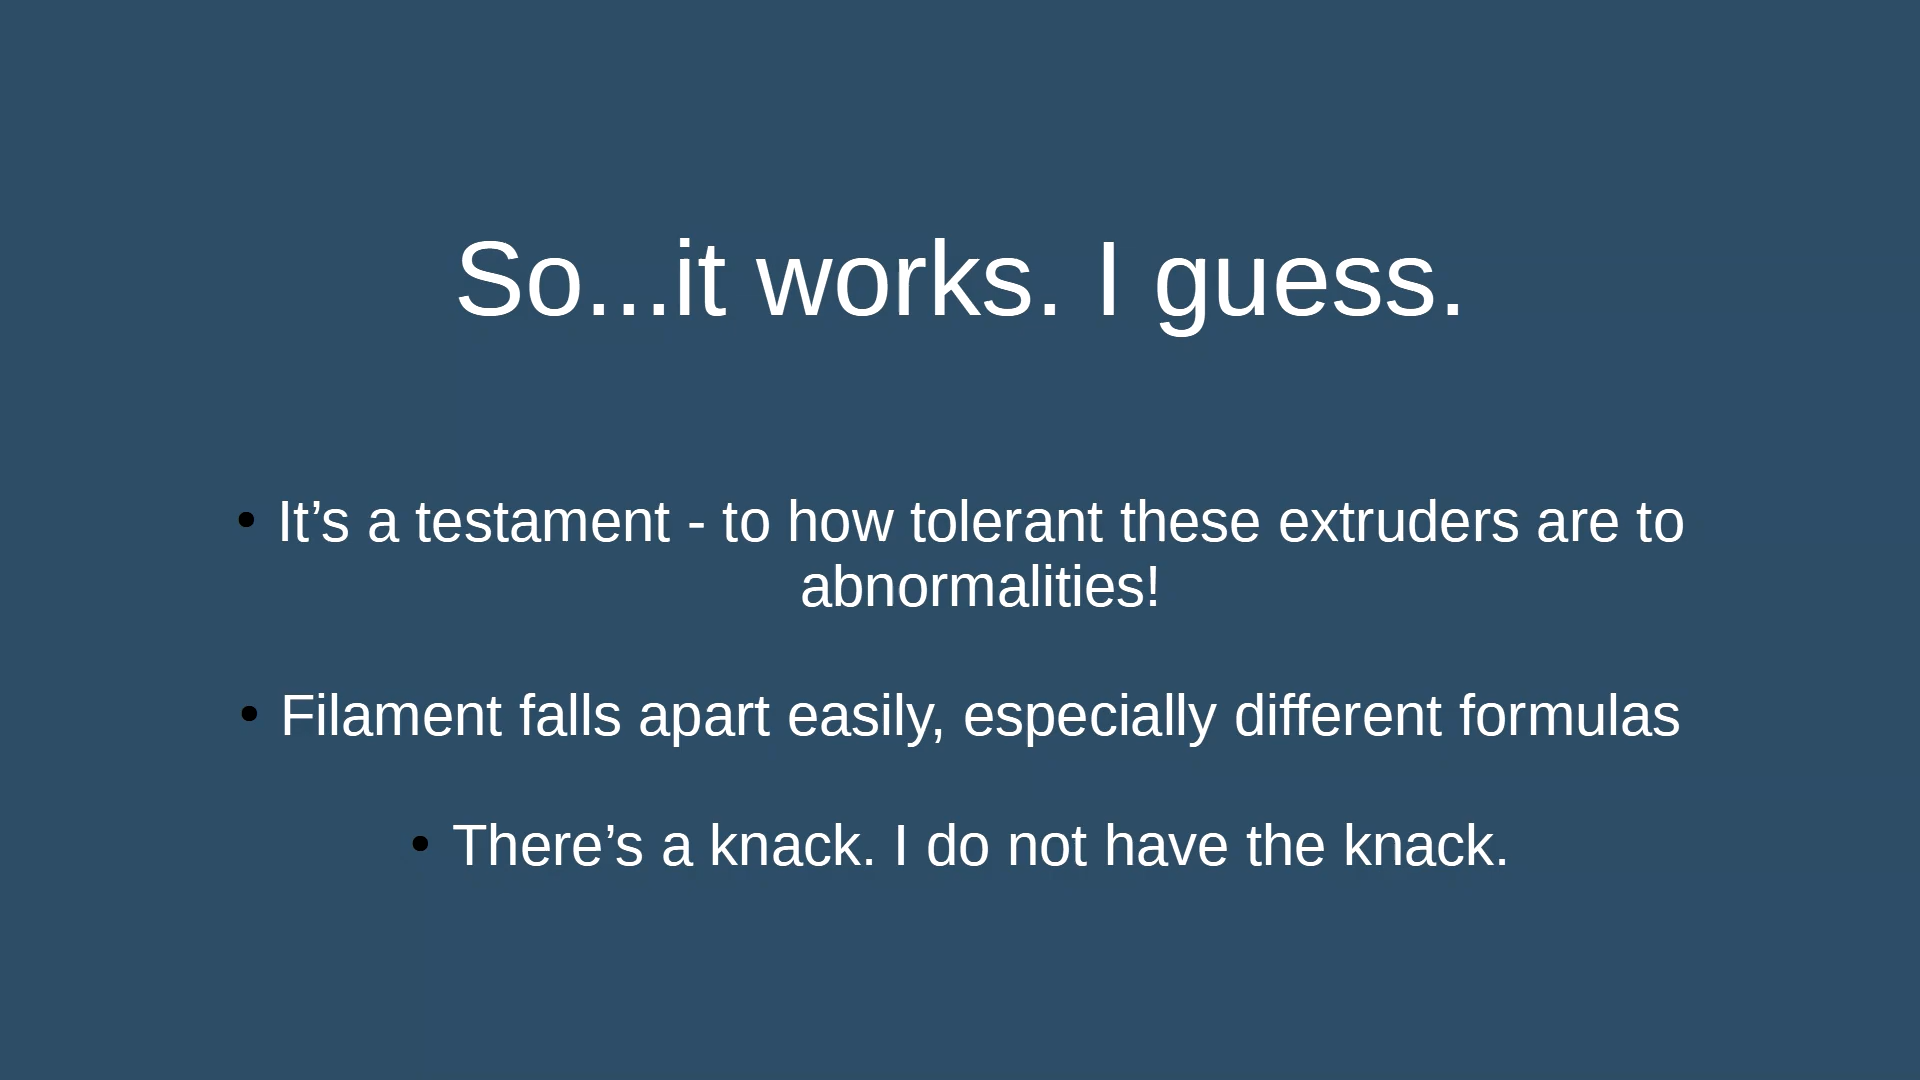 So...it works. I guess.
• It’s a testament - to how tolerant these extruders are to
abnormalities!
• Filament falls apart easily, especially different formulas
• There’s a knack. I do not have the knack.